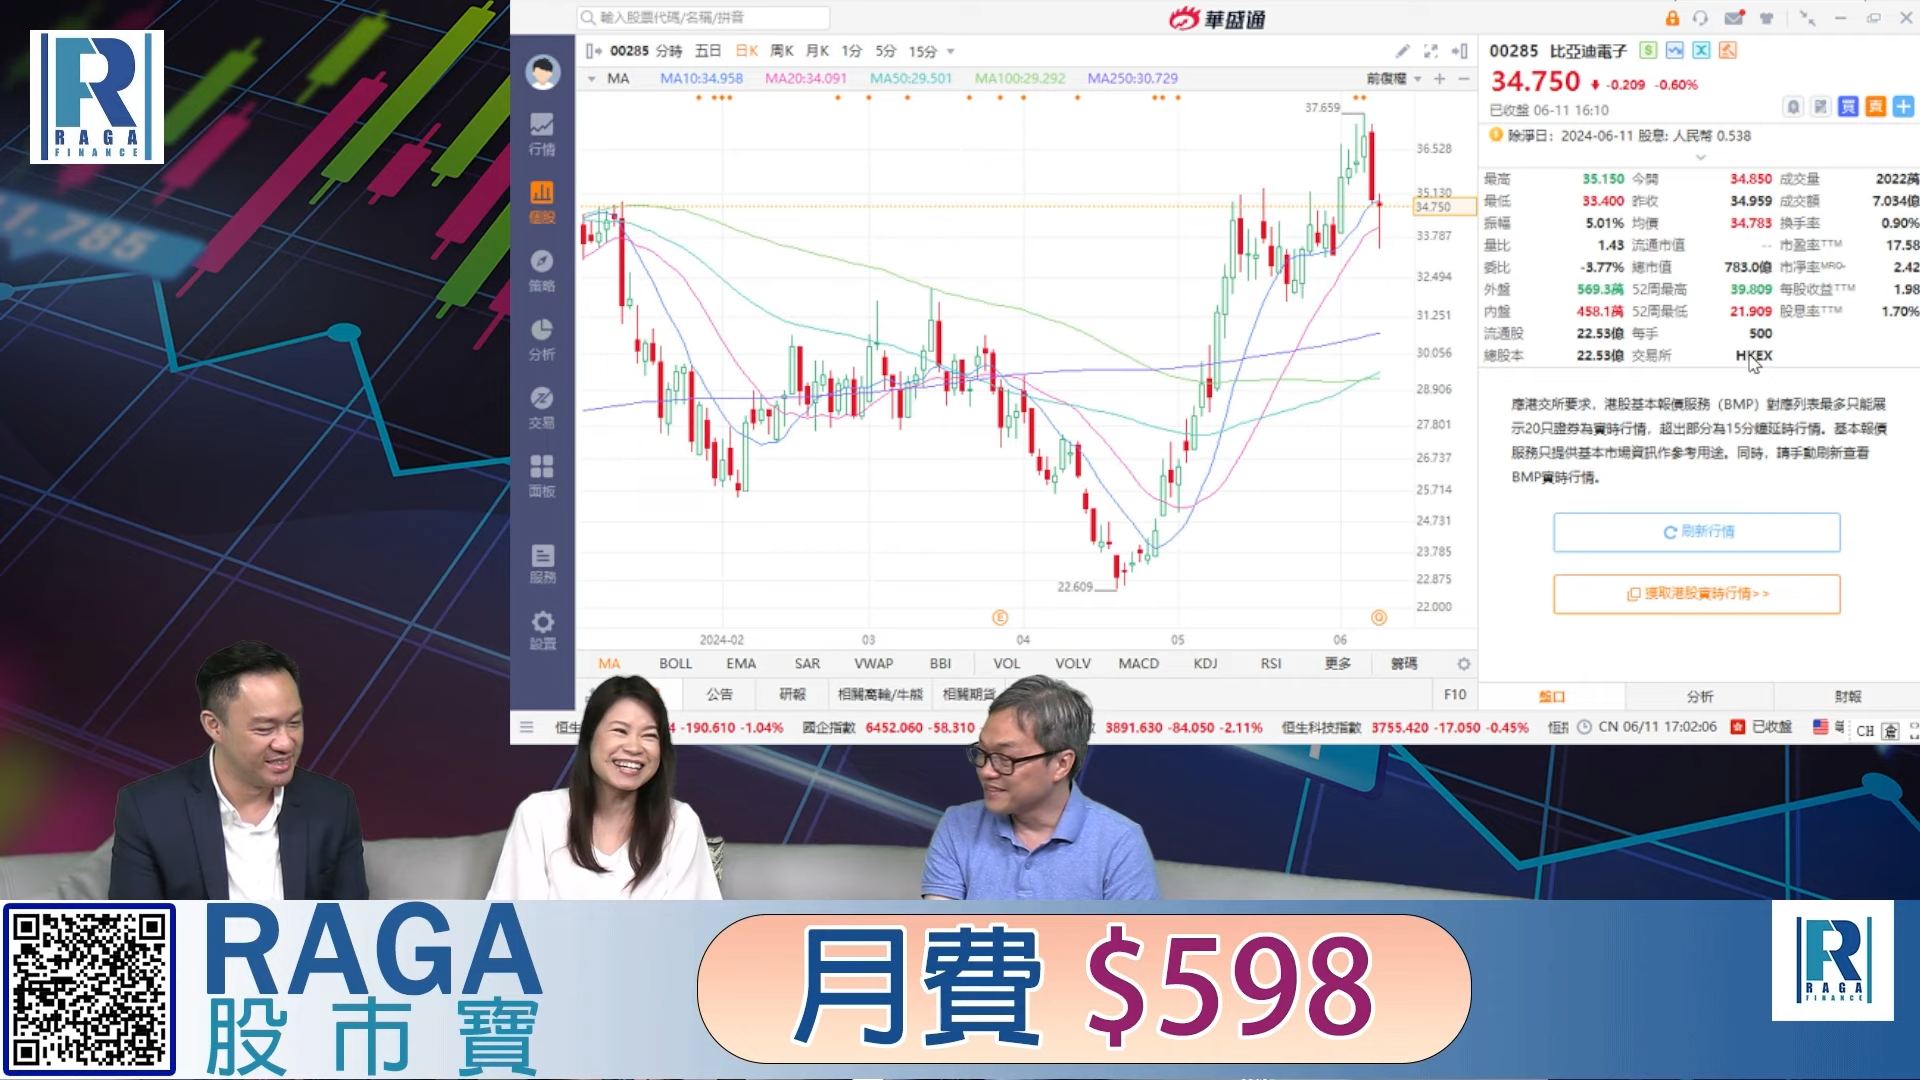 RAGA
FINANCE
輸入股票代碼/名稱/拼音
華盛通
00285 分時 五日 日K 周K 月K 1分 5分 15分
MA MA10:34.958 MA20:34.091 MA50:29.501 MA100:29.292 MA250:30.729 前復權
行情
個股
策略
分析
交易
面板
服務
設置
37.659
22.609
36.528
35.130
34.750
33.787
32.494
31.251
30.056
28.906
27.801
26.737
25.714
24.731
23.785
22.875
22.000
E
Q
2024-02 03 04 05 06
MA BOLL EMA SAR VWAP BBI VOL VOLV MACD KDJ RSI 更多 籌碼
公告 研報 相關窩輪/牛熊 相關期貨 F10
00285 比亞迪電子
34.750 -0.209 -0.60%
已收盤 06-11 16:10
買 賣
除淨日: 2024-06-11 股息: 人民幣 0.538
最高 35.150 今開 34.850 成交量 2022萬
最低 33.400 昨收 34.959 成交額 7.034億
振幅 5.01% 均價 34.783 換手率 0.90%
量比 1.43 流通市值 -- 市盈率TTM 17.58
委比 -3.77% 總市值 783.0億 市淨率MRQ 2.42
外盤 569.3萬 52周最高 39.809 每股收益TTM 1.98
內盤 458.1萬 52周最低 21.909 股息率TTM 1.70%
流通股 22.53億 每手 500
總股本 22.53億 交易所 HKEX
應港交所要求，港股基本報價服務（BMP）對應列表最多只能展
示20只證券為實時行情，超出部分為15分鐘延時行情。基本報價
服務只提供基本市場資訊作參考用途。同時，請手動刷新查看
BMP實時行情。
刷新行情
獲取港股實時行情>>
盤口 分析 財報
恒生 4 -190.610 -1.04% 國企指數 6452.060 -58.310 3891.630 -84.050 -2.11% 恒生科技指數 3755.420 -17.050 -0.45% CN 06/11 17:02:06 已收盤 CH
1.785
RAGA
股市寶
月費 $598
RAGA
FINANCE